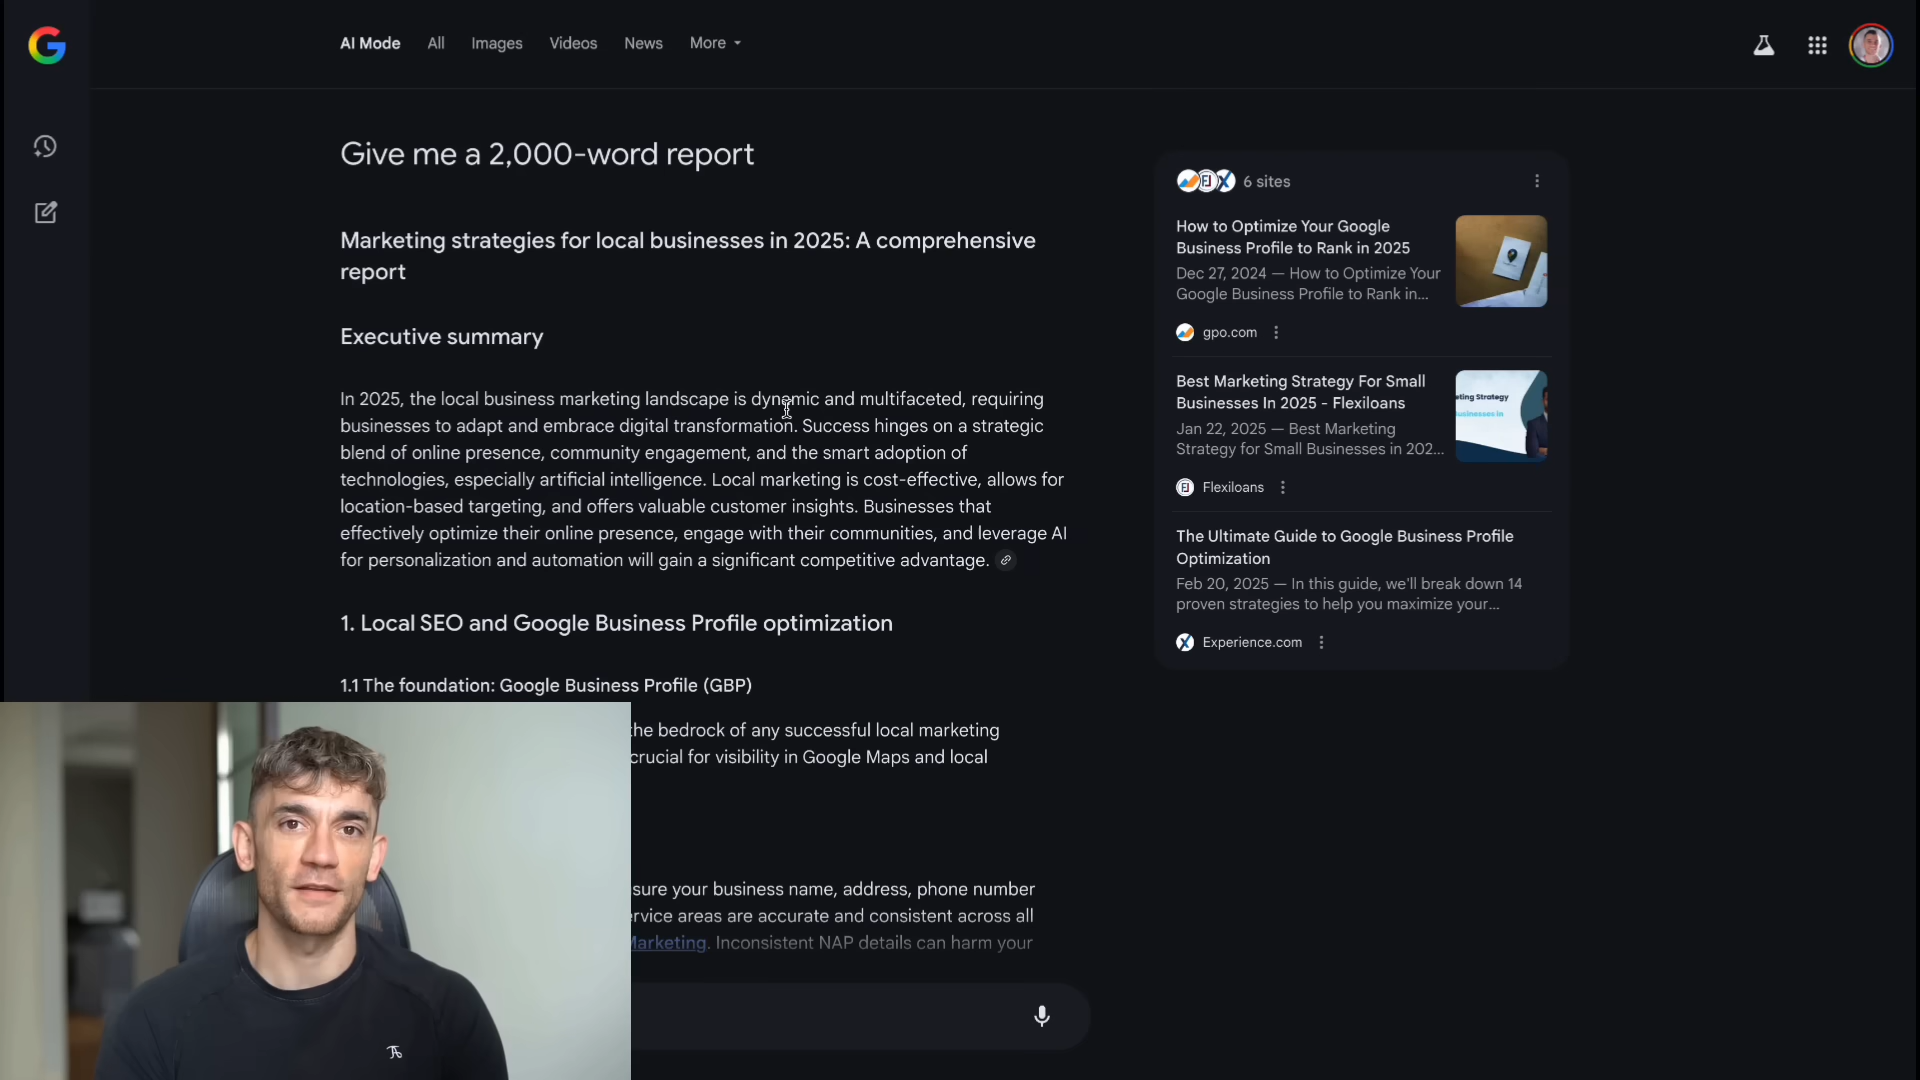 AI Mode All Images Videos News More
Give me a 2,000-word report
Marketing strategies for local businesses in 2025: A comprehensive
report
Executive summary
In 2025, the local business marketing landscape is dynamic and multifaceted, requiring
businesses to adapt and embrace digital transformation. Success hinges on a strategic
blend of online presence, community engagement, and the smart adoption of
technologies, especially artificial intelligence. Local marketing is cost-effective, allows for
location-based targeting, and offers valuable customer insights. Businesses that
effectively optimize their online presence, engage with their communities, and leverage AI
for personalization and automation will gain a significant competitive advantage.
1. Local SEO and Google Business Profile optimization
1.1 The foundation: Google Business Profile (GBP)
the bedrock of any successful local marketing
crucial for visibility in Google Maps and local
sure your business name, address, phone number
ervice areas are accurate and consistent across all
Marketing. Inconsistent NAP details can harm your
6 sites
How to Optimize Your Google
Business Profile to Rank in 2025
Dec 27, 2024 — How to Optimize Your
Google Business Profile to Rank in...
gpo.com
Best Marketing Strategy For Small
Businesses In 2025 - Flexiloans
Jan 22, 2025 — Best Marketing
Strategy for Small Businesses in 202...
Flexiloans
eting Strategy
usinesses in
The Ultimate Guide to Google Business Profile
Optimization
Feb 20, 2025 — In this guide, we'll break down 14
proven strategies to help you maximize your...
Experience.com